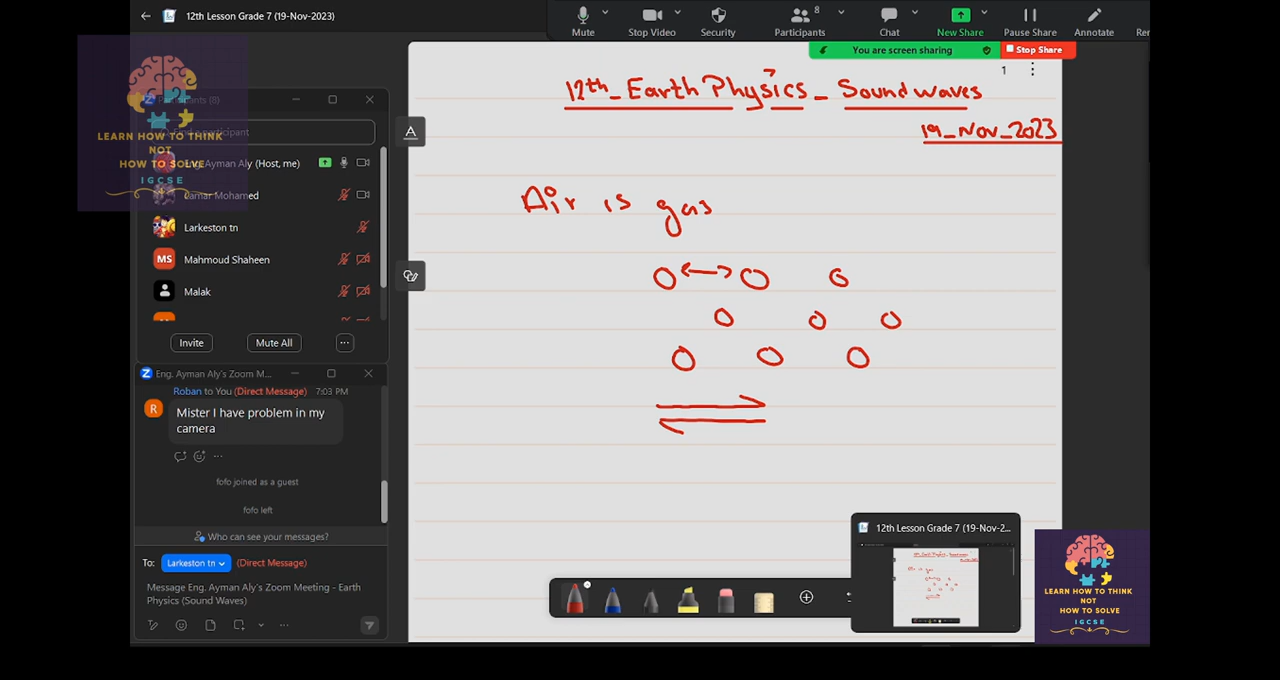 12th Lesson Grade 7 (19-Nov-2023)
8
Mute
Stop Video
Security
Participants
Chat
New Share
Pause Share
Annotate
You are screen sharing
Stop Share
LEARN HOW TO THINK
NOT
HOW TO SOLVE
IGCSE
Eng. Ayman Aly (Host, me)
Mohamed
Larkeston tn
MS
Mahmoud Shaheen
Malak
Invite
Mute All
Eng. Ayman Aly's Zoom M...
Roban to You (Direct Message) 7:03 PM
R
Mister I have problem in my
camera
fofo joined as a guest
fofo left
Who can see your messages?
To: Larkeston tn (Direct Message)
Message Eng. Ayman Aly's Zoom Meeting - Earth
Physics (Sound Waves)
1
12th_Earth Physics_Sound waves
19_Nov_2023
Air is gas
12th Lesson Grade 7 (19-Nov-2...
LEARN HOW TO THINK
NOT
HOW TO SOLVE
IGCSE